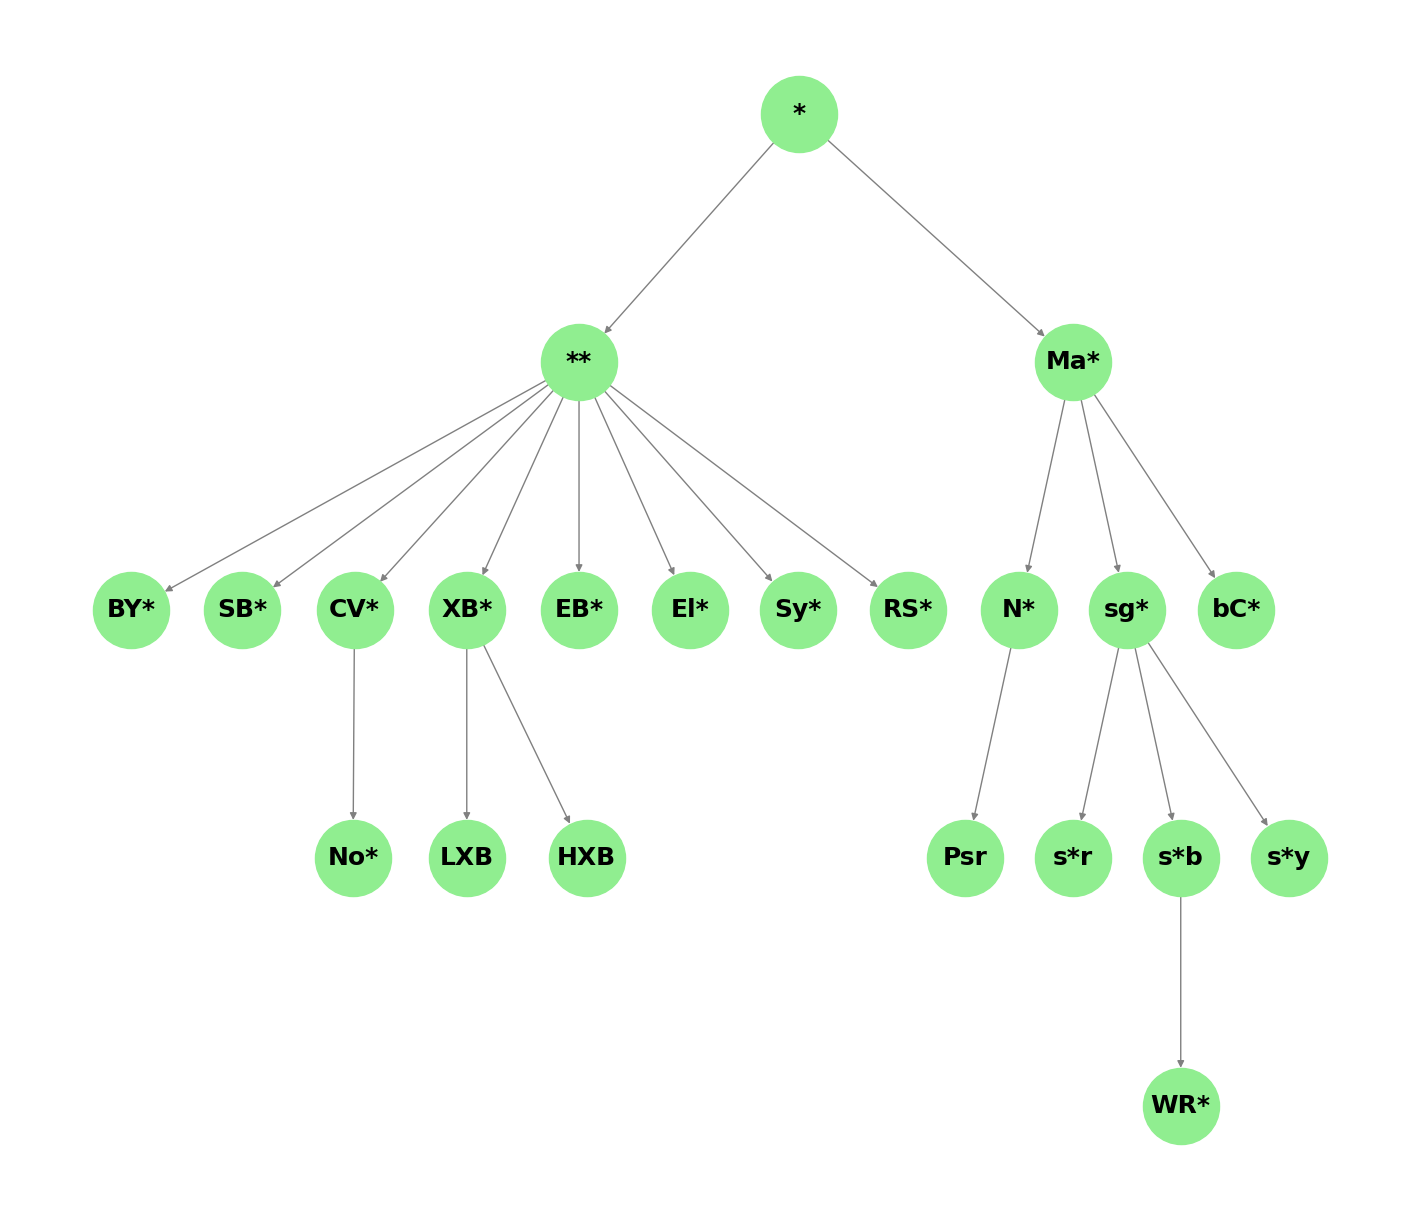 *
** Ma*
BY* SB* CV* XB* EB* El* Sy* RS* N* sg* bC*
No* LXB HXB Psr s*r s*b s*y
WR*